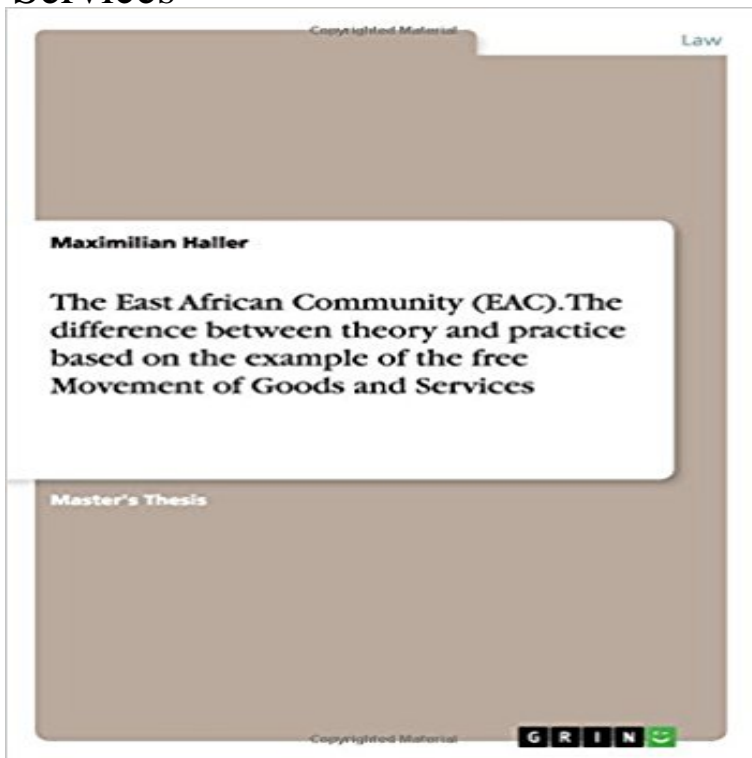 Services
Copyrighted Material
Law
Maximilian Haller
The East African Community (EAC). The
difference between theory and practice
based on the example of the free
Movement of Goods and Services
Master's Thesis
Copyrighted Material
GRIN